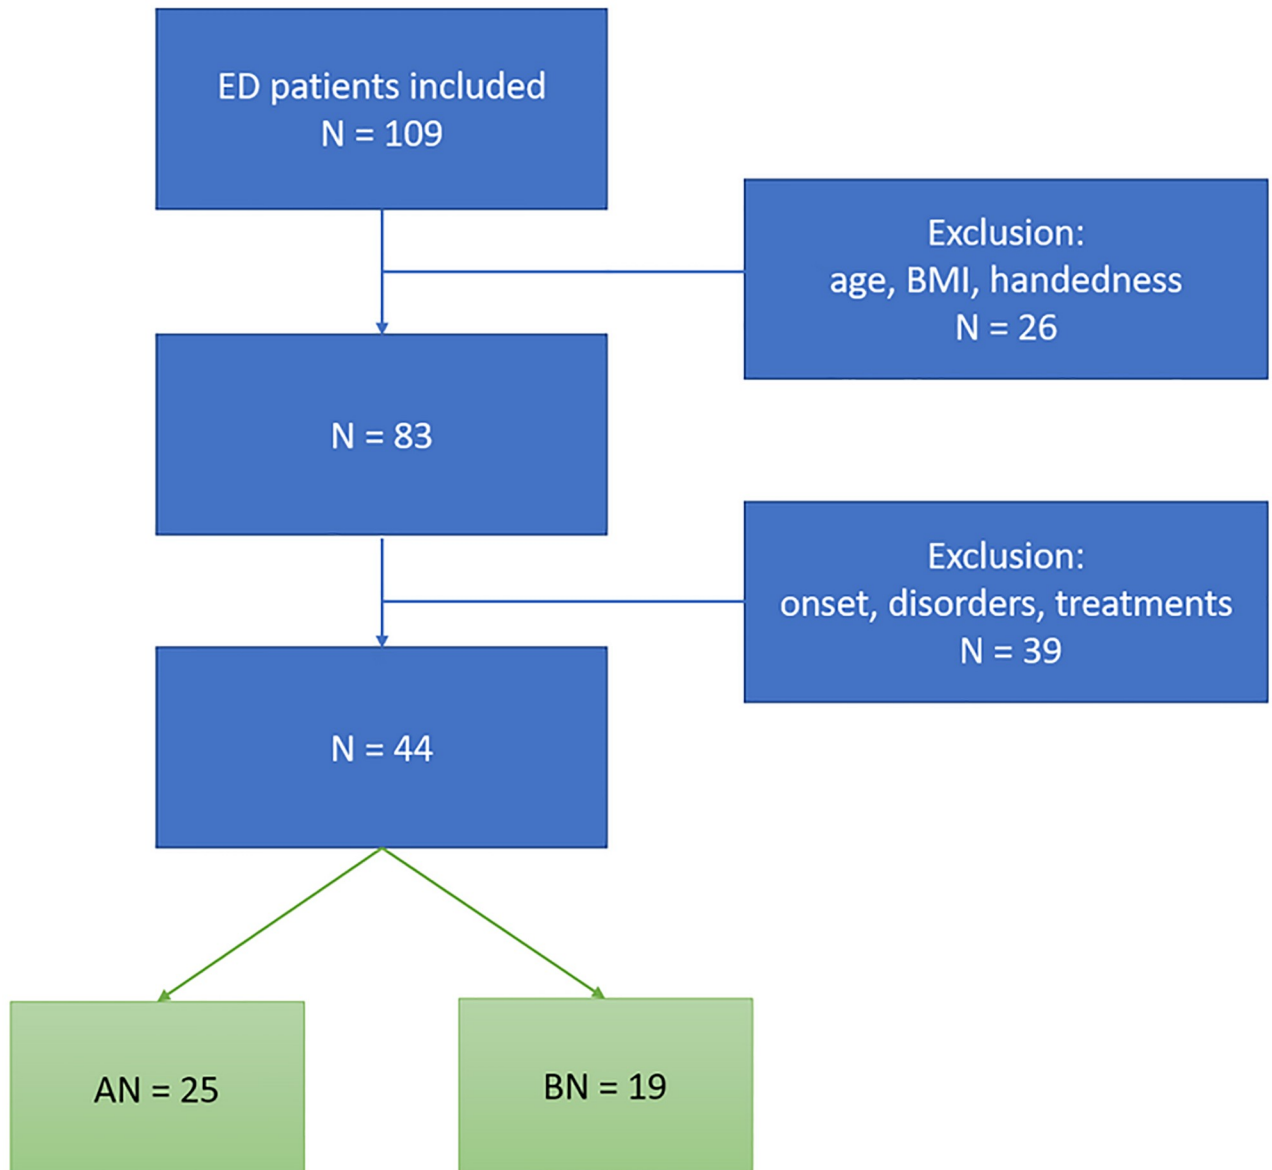 ED patients included
N = 109
Exclusion:
age, BMI, handedness
N = 26
N = 83
Exclusion:
onset, disorders, treatments
N = 39
N = 44
AN = 25
BN = 19